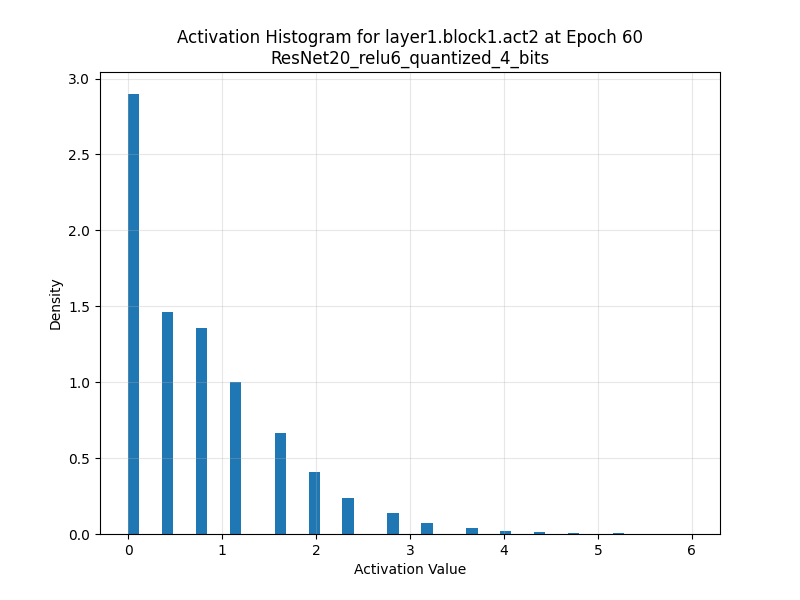 Activation Histogram for layer1.block1.act2 at Epoch 60
ResNet20_relu6_quantized_4_bits
3.0
2.5
2.0
1.5
1.0
0.5
0.0
Density
0 1 2 3 4 5 6
Activation Value